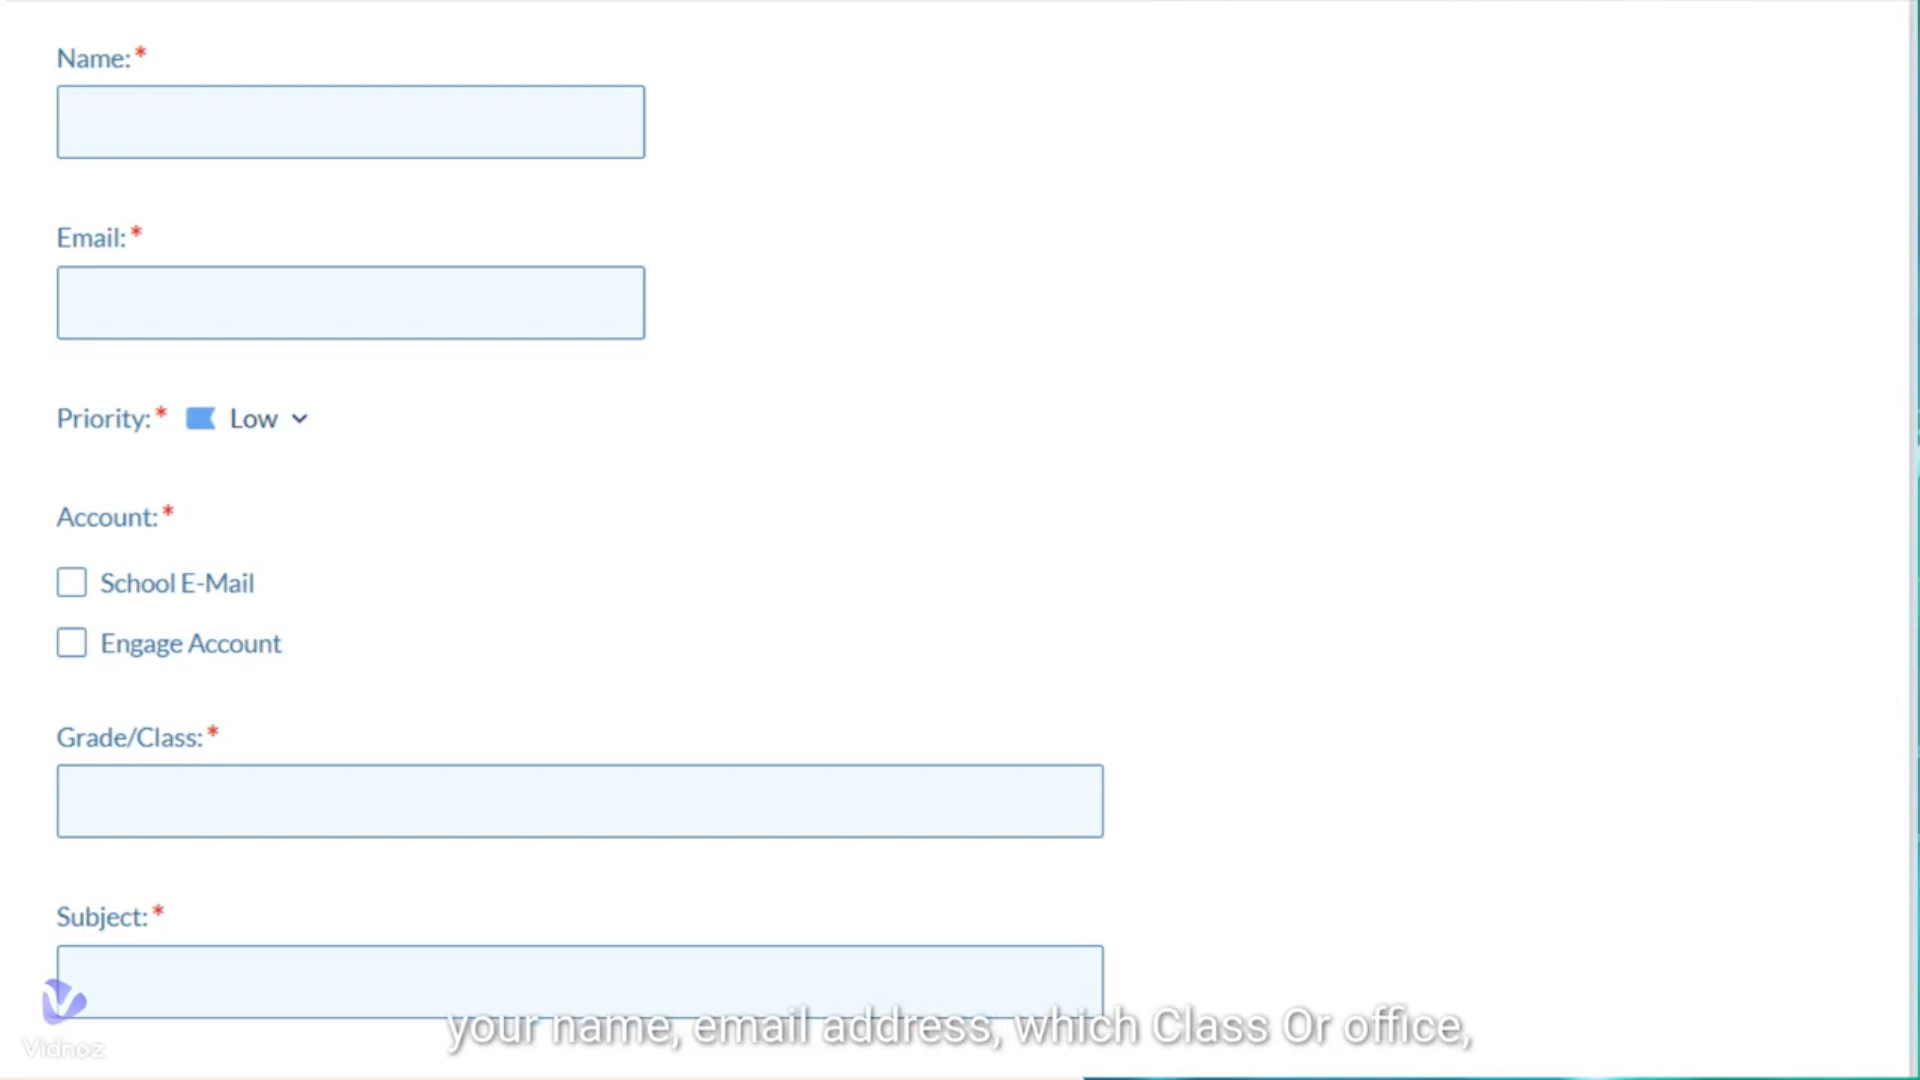 Name:*
Email:*
Priority:* Low
Account:*
School E-Mail
Engage Account
Grade/Class:*
Subject:*
your name, email address, which Class Or office,
Vidnoz